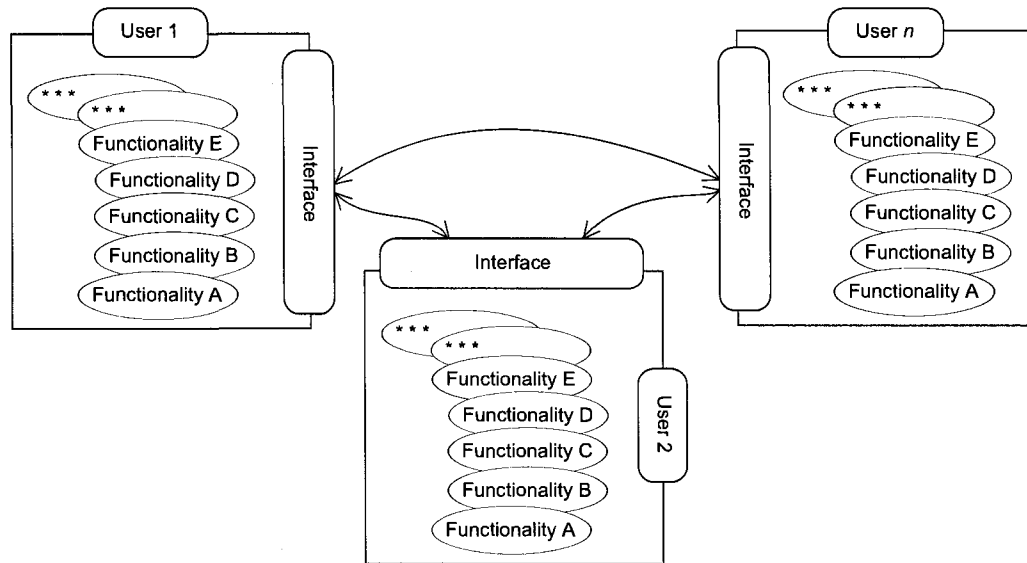 User 1
* * *
* * *
Functionality E
Functionality D
Functionality C
Functionality B
Functionality A
Interface
User n
* * *
* * *
Functionality E
Functionality D
Functionality C
Functionality B
Functionality A
Interface
Interface
* * *
* * *
Functionality E
Functionality D
Functionality C
Functionality B
Functionality A
User 2